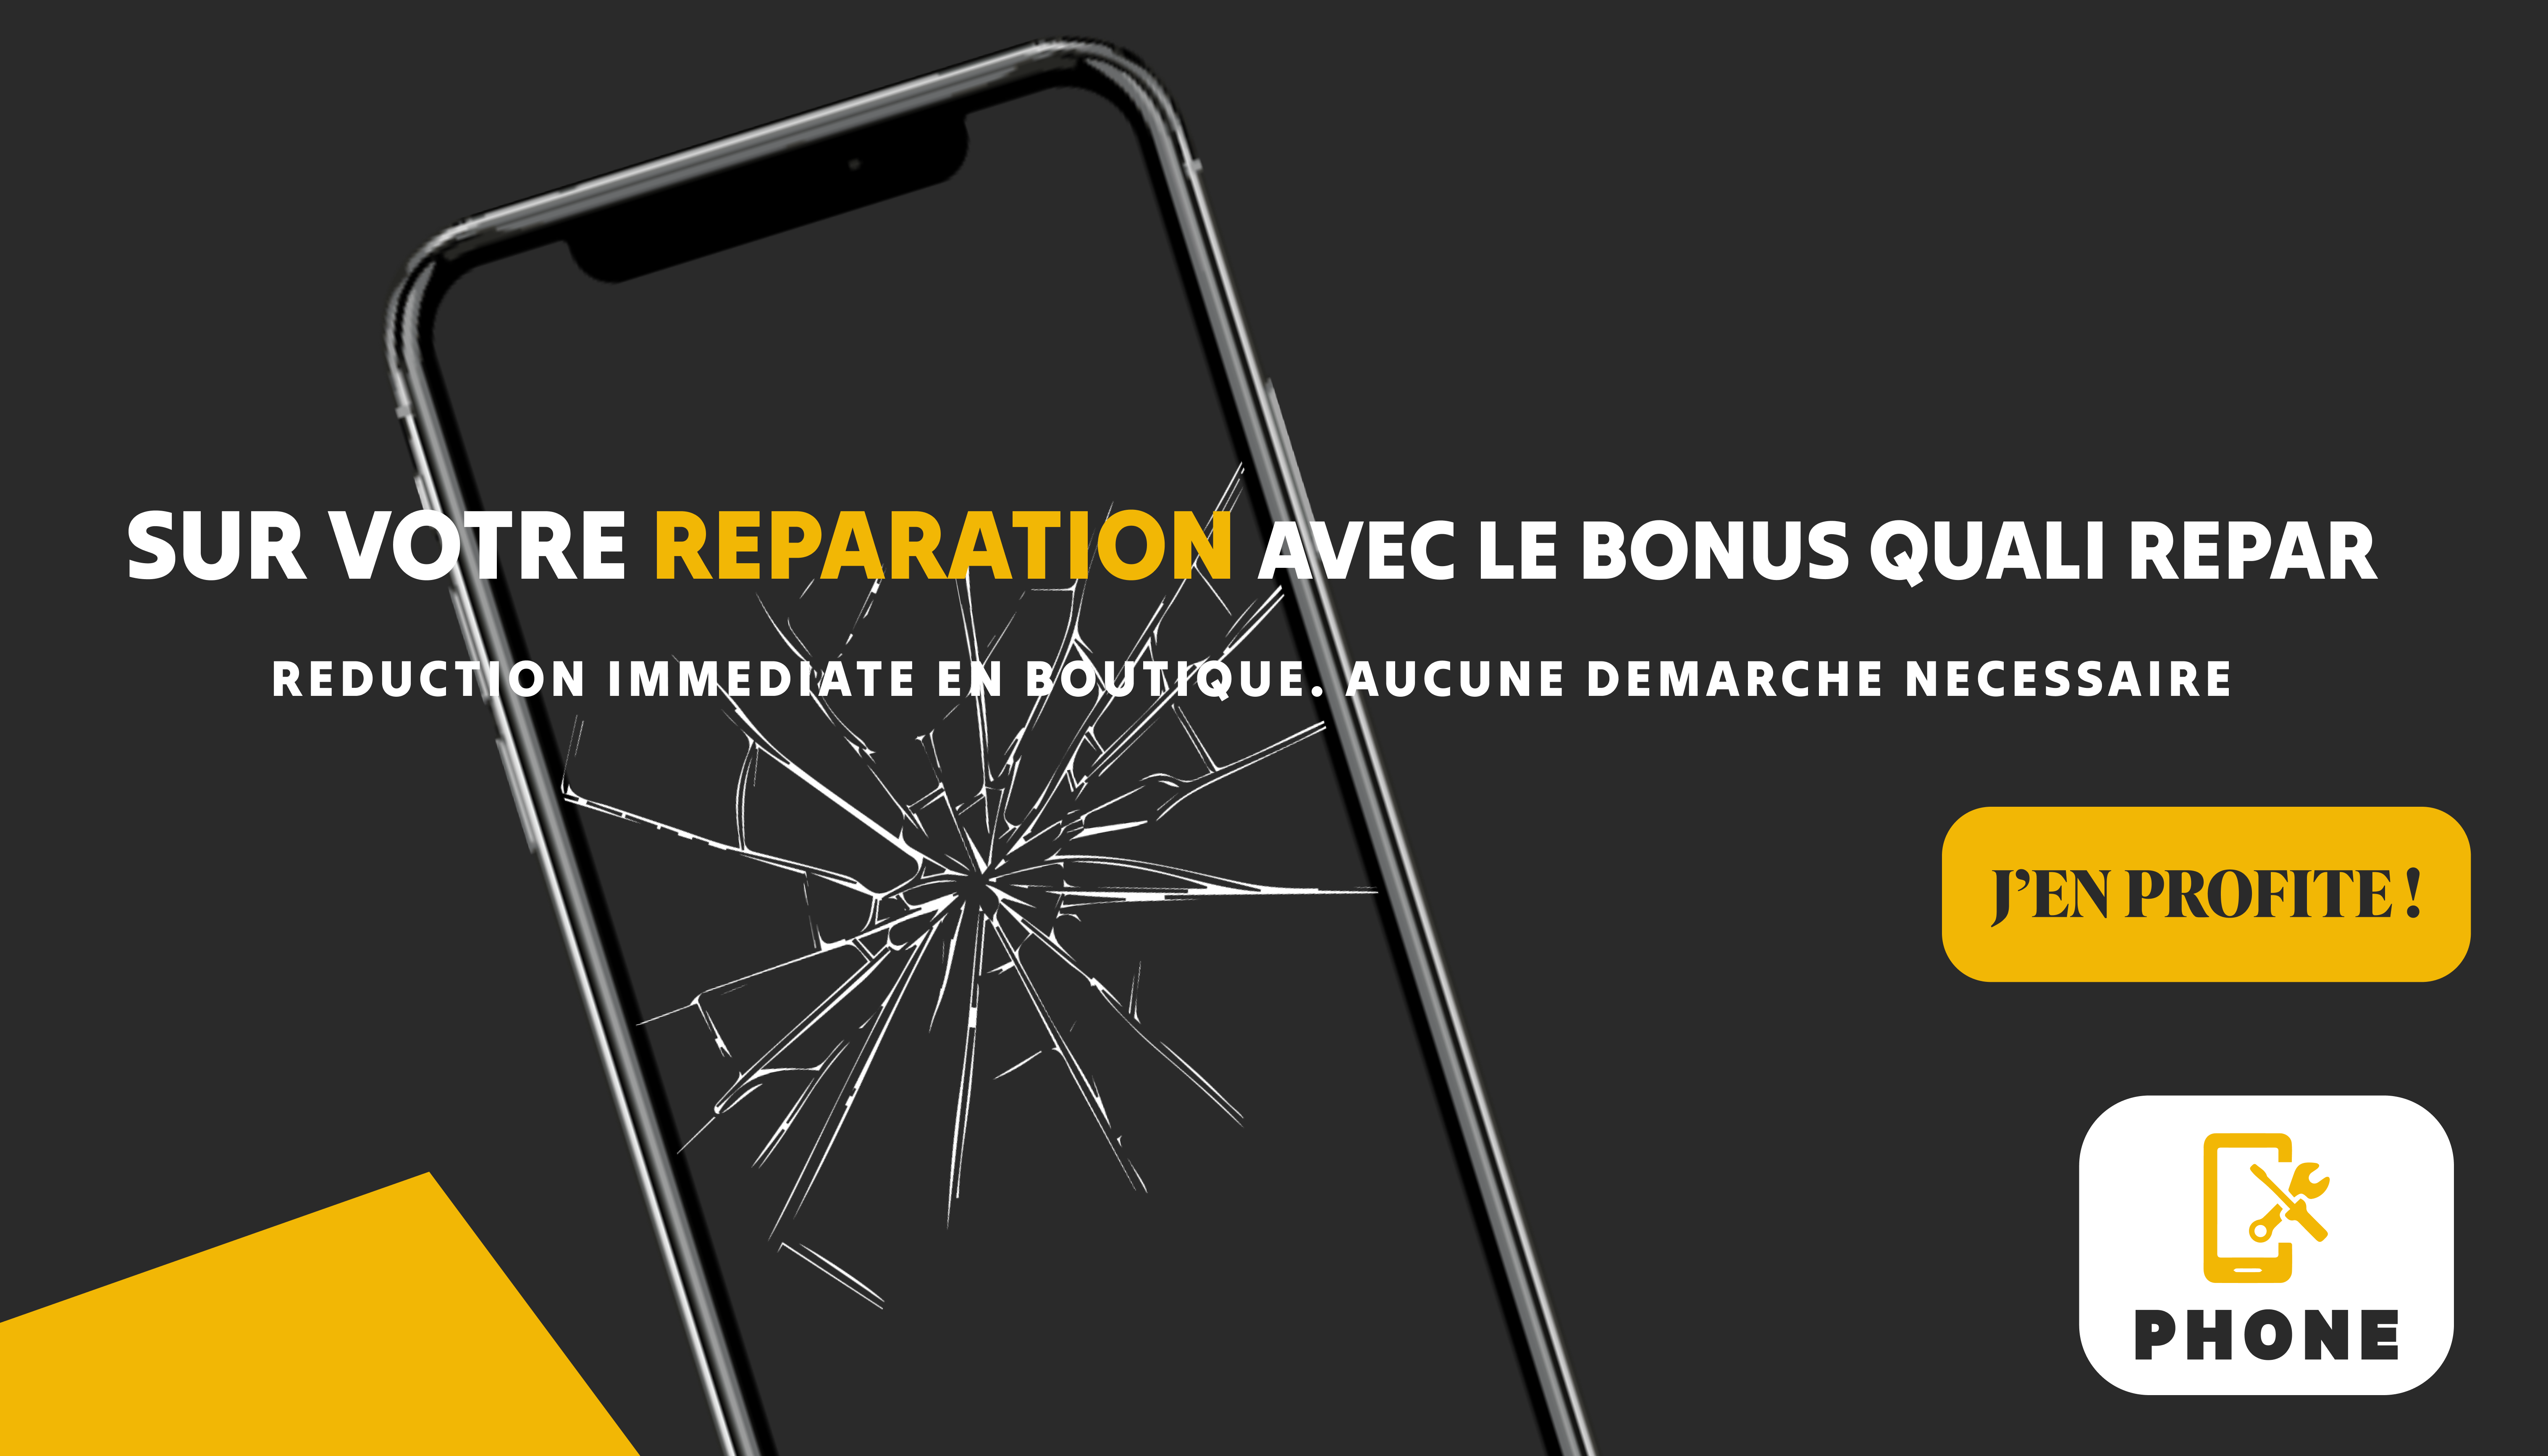 SUR VOTRE REPARATION AVEC LE BONUS QUALI REPAR
REDUCTION IMMEDIATE EN BOUTIQUE. AUCUNE DEMARCHE NECESSAIRE
J'EN PROFITE !
PHONE